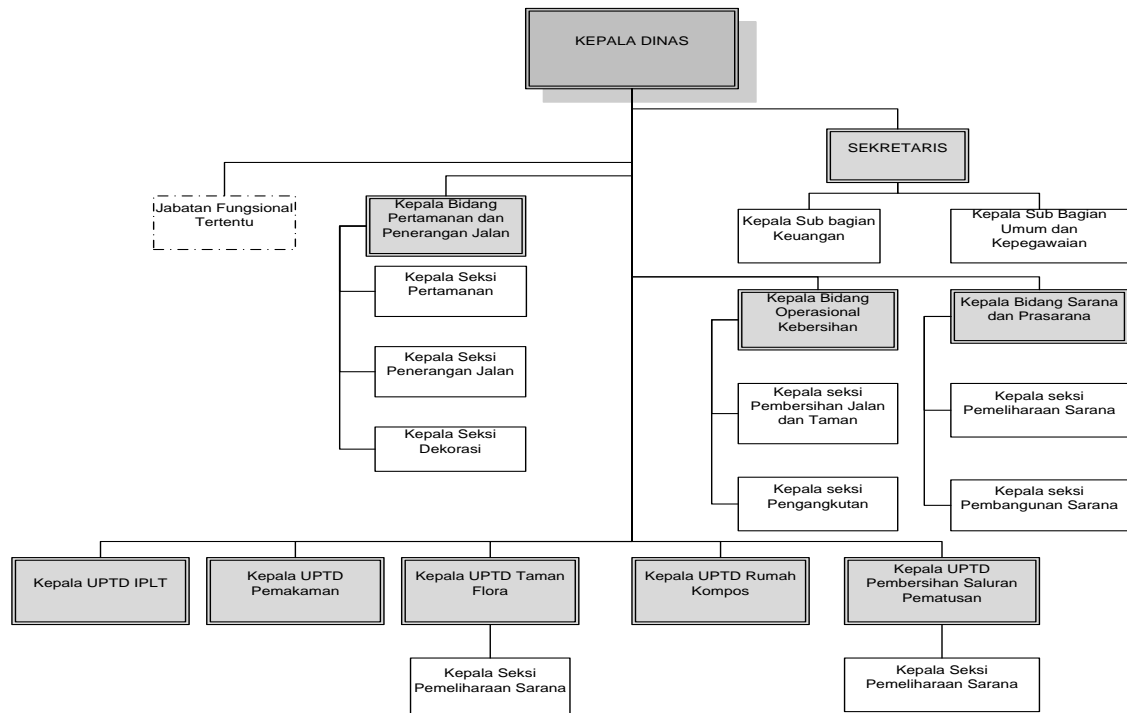 KEPALA DINAS
SEKRETARIS
Jabatan Fungsional
Tertentu
Kepala Bidang
Pertamanan dan
Penerangan Jalan
Kepala Sub bagian
Keuangan
Kepala Sub Bagian
Umum dan
Kepegawaian
Kepala Seksi
Pertamanan
Kepala Seksi
Penerangan Jalan
Kepala Seksi
Dekorasi
Kepala Bidang
Operasional
Kebersihan
Kepala Bidang Sarana
dan Prasarana
Kepala seksi
Pembersihan Jalan
dan Taman
Kepala seksi
Pemeliharaan Sarana
Kepala seksi
Pengangkutan
Kepala seksi
Pembangunan Sarana
Kepala UPTD IPLT
Kepala UPTD
Pemakaman
Kepala UPTD Taman
Flora
Kepala UPTD Rumah
Kompos
Kepala UPTD
Pembersihan Saluran
Pematusan
Kepala Seksi
Pemeliharaan Sarana
Kepala Seksi
Pemeliharaan Sarana